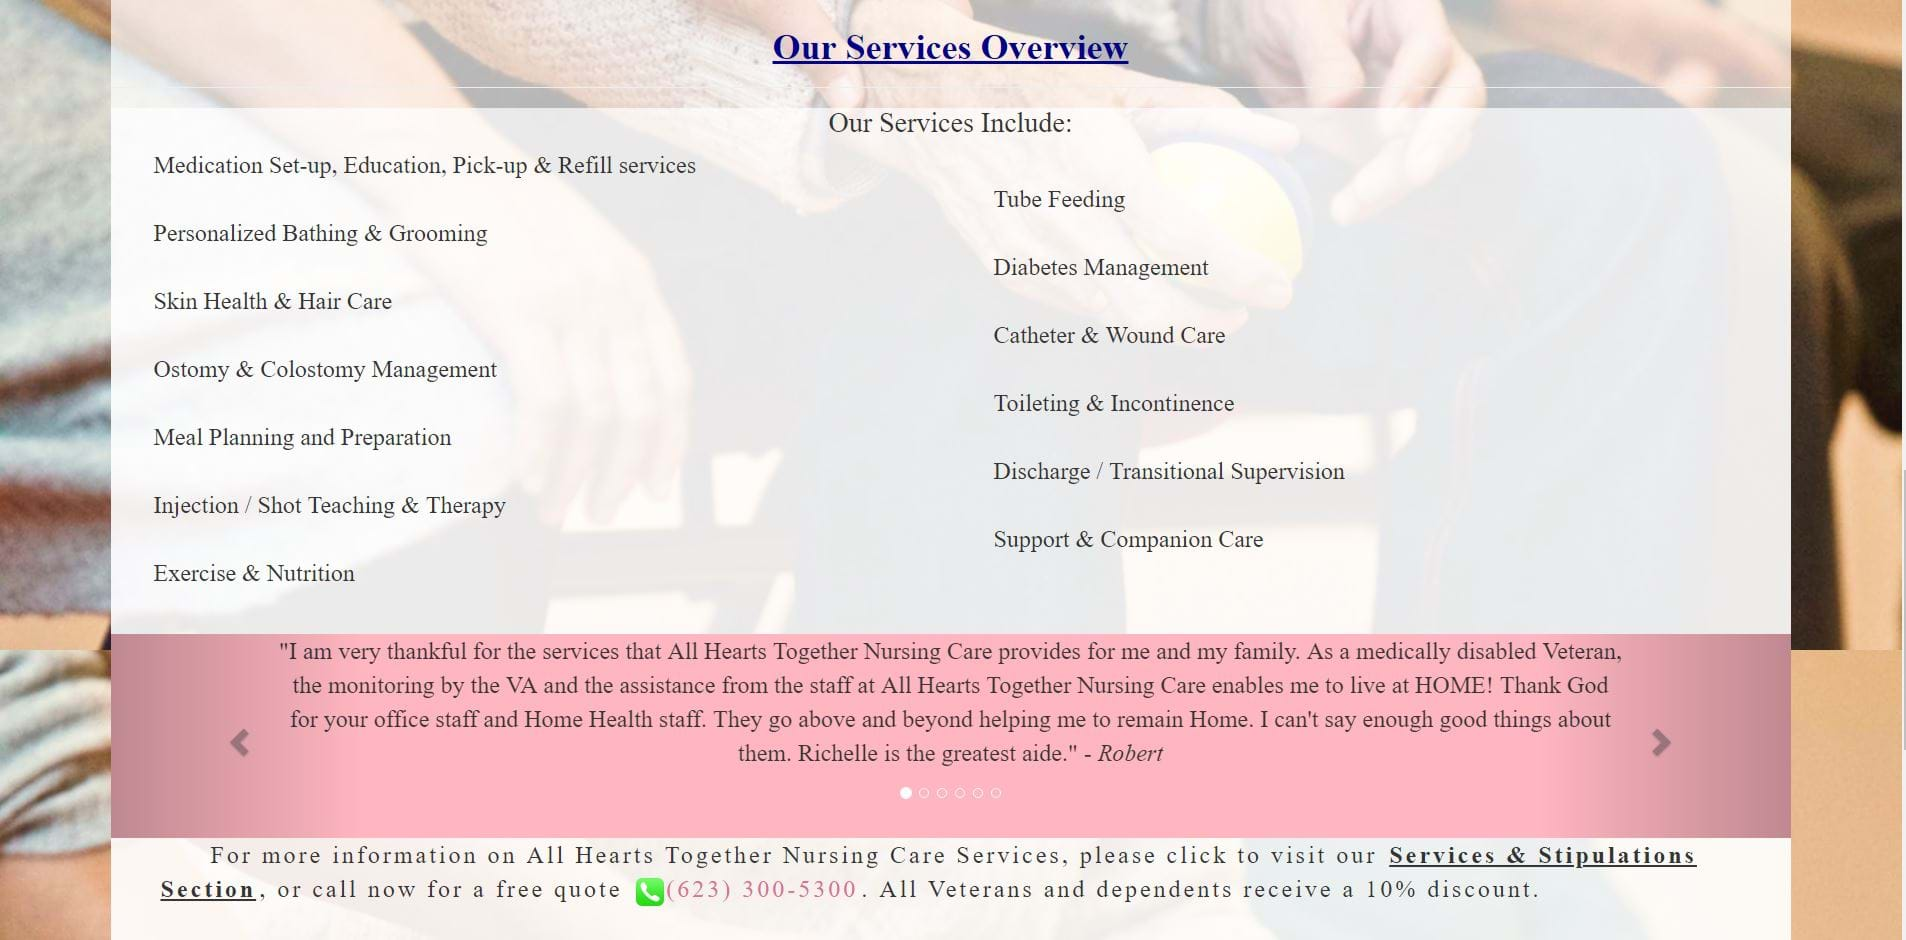 Our Services Overview
Our Services Include:
Medication Set-up, Education, Pick-up & Refill services
Personalized Bathing & Grooming
Skin Health & Hair Care
Ostomy & Colostomy Management
Meal Planning and Preparation
Injection / Shot Teaching & Therapy
Exercise & Nutrition
Tube Feeding
Diabetes Management
Catheter & Wound Care
Toileting & Incontinence
Discharge / Transitional Supervision
Support & Companion Care
"I am very thankful for the services that All Hearts Together Nursing Care provides for me and my family. As a medically disabled Veteran,
the monitoring by the VA and the assistance from the staff at All Hearts Together Nursing Care enables me to live at HOME! Thank God
for your office staff and Home Health staff. They go above and beyond helping me to remain Home. I can't say enough good things about
them. Richelle is the greatest aide." - Robert
For more information on All Hearts Together Nursing Care Services, please click to visit our Services & Stipulations
Section, or call now for a free quote (623) 300-5300. All Veterans and dependents receive a 10% discount.